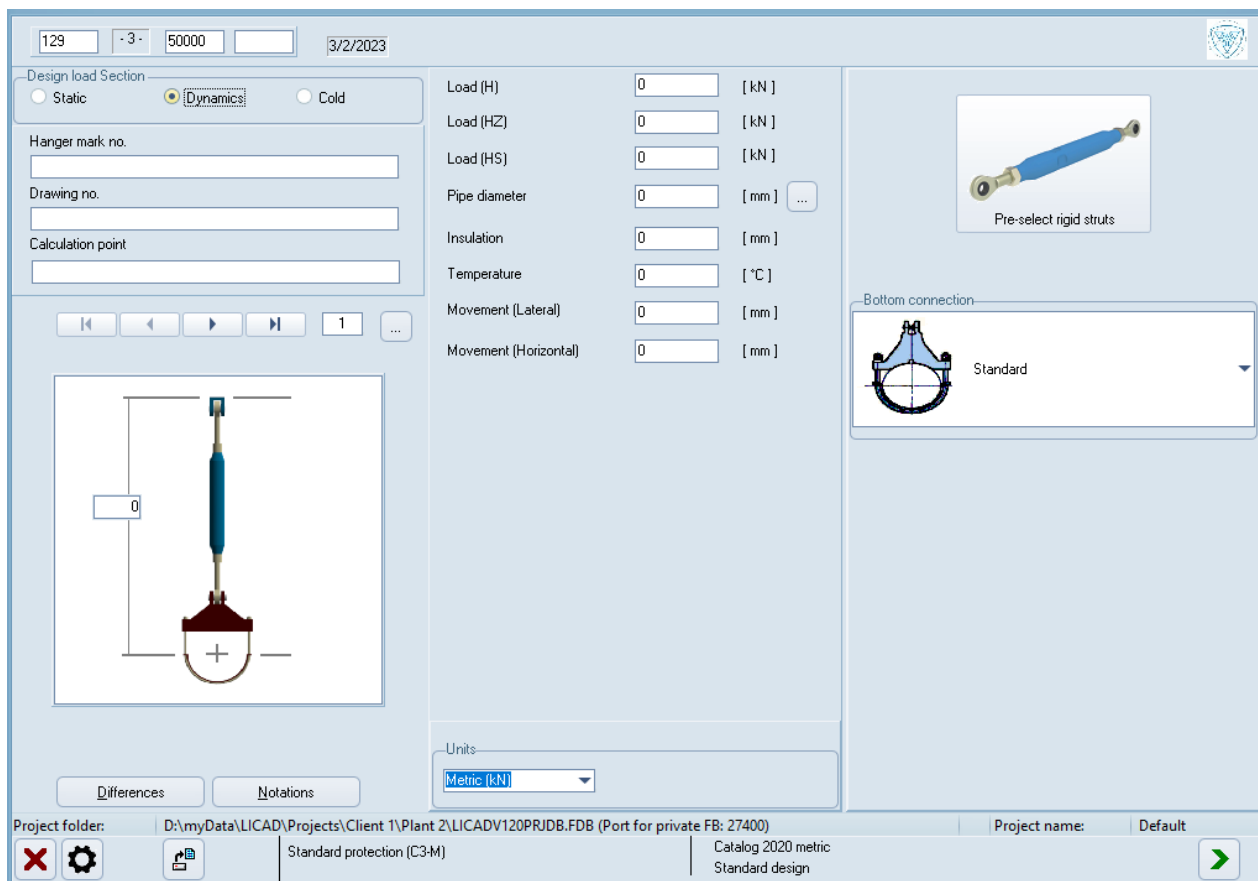 129 - 3 - 50000 3/2/2023
Design load Section
Static Dynamics Cold
Hanger mark no.
Drawing no.
Calculation point
1 ...
0
Differences Notations
Load (H) 0 [ kN ]
Load (HZ) 0 [ kN ]
Load (HS) 0 [ kN ]
Pipe diameter 0 [ mm ] ...
Insulation 0 [ mm ]
Temperature 0 [ °C ]
Movement (Lateral) 0 [ mm ]
Movement (Horizontal) 0 [ mm ]
Units
Metric (kN)
Pre-select rigid struts
Bottom connection
Standard
Project folder: D:\myData\LICAD\Projects\Client 1\Plant 2\LICADV120PRJDB.FDB (Port for private FB: 27400) Project name: Default
Standard protection (C3-M)
Catalog 2020 metric
Standard design